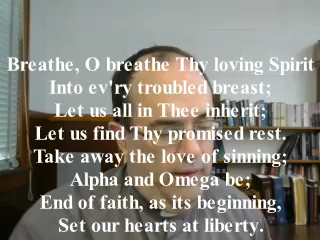 Breathe, O breathe Thy loving Spirit
Into ev'ry troubled breast;
Let us all in Thee inherit;
Let us find Thy promised rest.
Take away the love of sinning;
Alpha and Omega be;
End of faith, as its beginning,
Set our hearts at liberty.